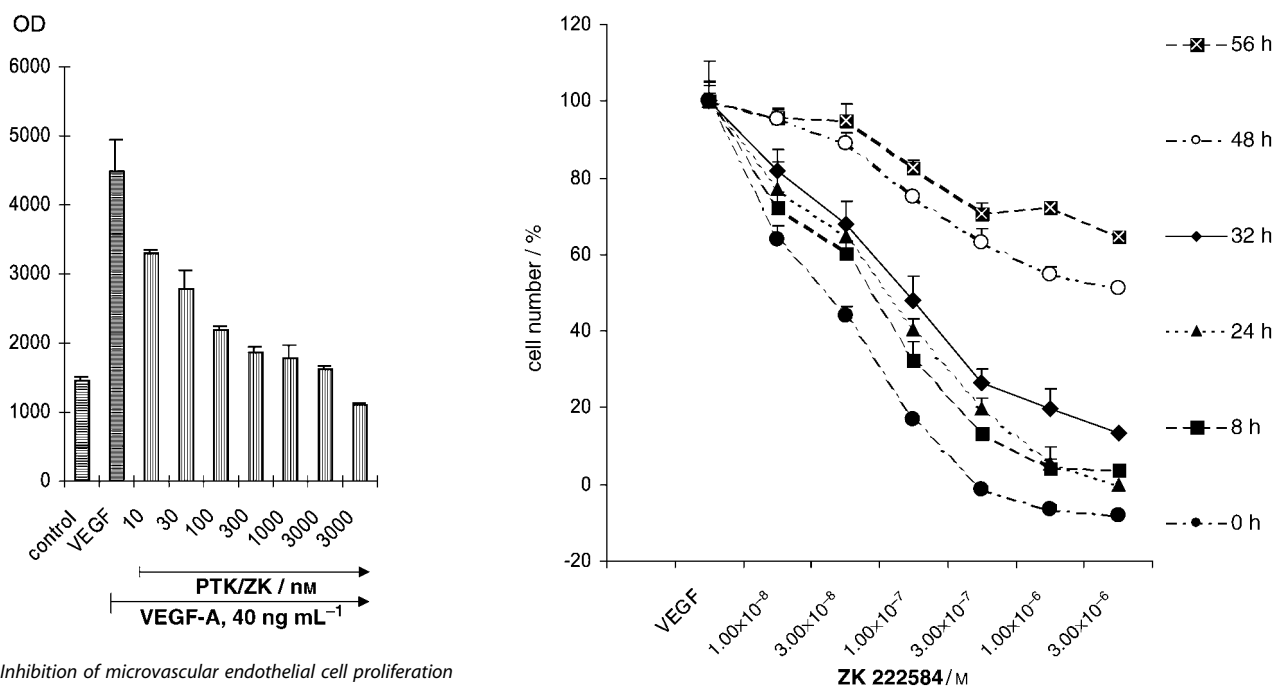 OD
6000
5000
4000
3000
2000
1000
0
control
VEGF
10
30
100
300
1000
3000
3000
PTK/ZK / nM
VEGF-A, 40 ng mL⁻¹
Inhibition of microvascular endothelial cell proliferation
120
100
80
60
40
20
0
-20
cell number / %
VEGF
1.00×10⁻⁸
3.00×10⁻⁸
1.00×10⁻⁷
3.00×10⁻⁷
1.00×10⁻⁶
3.00×10⁻⁶
ZK 222584/M
56 h
48 h
32 h
24 h
8 h
0 h